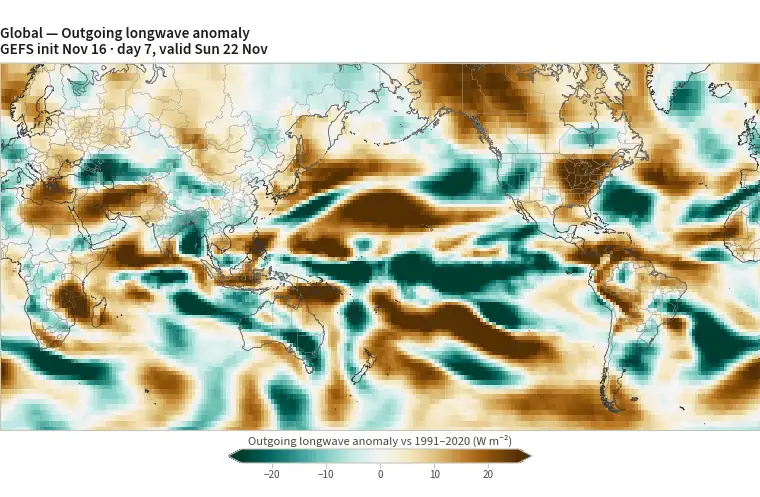 Global — Outgoing longwave anomaly
GEFS init Nov 16 · day 7, valid Sun 22 Nov
Outgoing longwave anomaly vs 1991–2020 (W m⁻²)
−20 −10 0 10 20